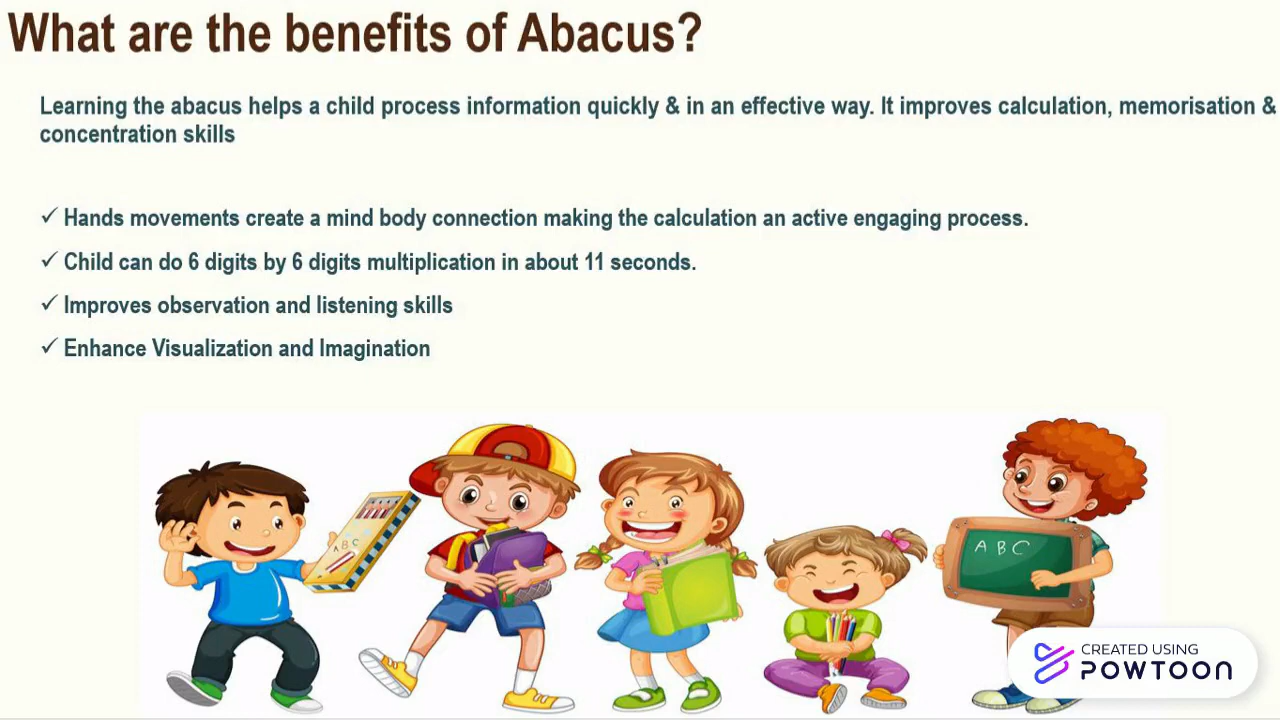 What are the benefits of Abacus?
Learning the abacus helps a child process information quickly & in an effective way. It improves calculation, memorisation &
concentration skills
✓ Hands movements create a mind body connection making the calculation an active engaging process.
✓ Child can do 6 digits by 6 digits multiplication in about 11 seconds.
✓ Improves observation and listening skills
✓ Enhance Visualization and Imagination
A B C
A B C
CREATED USING
POWTOON